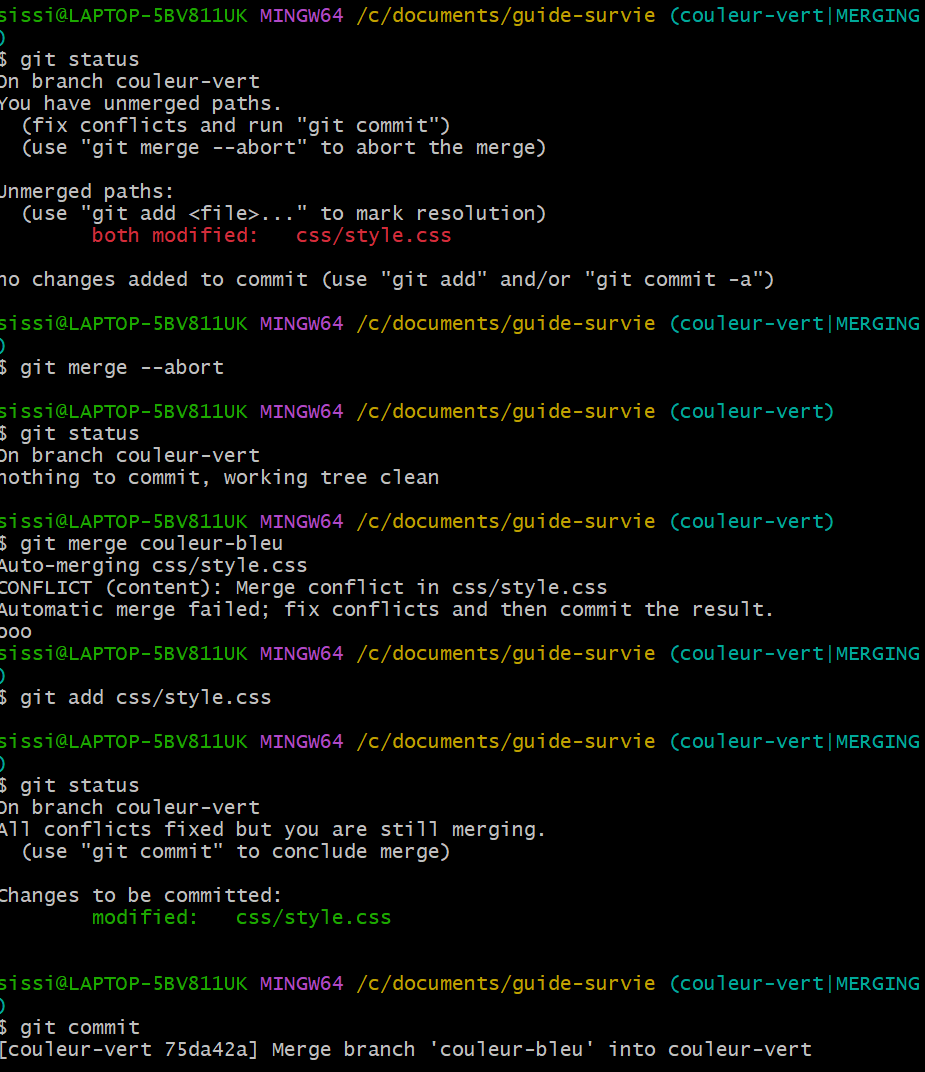 sissi@LAPTOP-5BV811UK MINGW64 /c/documents/guide-survie (couleur-vert|MERGING
)
$ git status
On branch couleur-vert
You have unmerged paths.
  (fix conflicts and run "git commit")
  (use "git merge --abort" to abort the merge)

Unmerged paths:
  (use "git add <file>..." to mark resolution)
        both modified:   css/style.css

no changes added to commit (use "git add" and/or "git commit -a")

sissi@LAPTOP-5BV811UK MINGW64 /c/documents/guide-survie (couleur-vert|MERGING
)
$ git merge --abort

sissi@LAPTOP-5BV811UK MINGW64 /c/documents/guide-survie (couleur-vert)
$ git status
On branch couleur-vert
nothing to commit, working tree clean

sissi@LAPTOP-5BV811UK MINGW64 /c/documents/guide-survie (couleur-vert)
$ git merge couleur-bleu
Auto-merging css/style.css
CONFLICT (content): Merge conflict in css/style.css
Automatic merge failed; fix conflicts and then commit the result.
ooo
sissi@LAPTOP-5BV811UK MINGW64 /c/documents/guide-survie (couleur-vert|MERGING
)
$ git add css/style.css

sissi@LAPTOP-5BV811UK MINGW64 /c/documents/guide-survie (couleur-vert|MERGING
)
$ git status
On branch couleur-vert
All conflicts fixed but you are still merging.
  (use "git commit" to conclude merge)

Changes to be committed:
        modified:   css/style.css


sissi@LAPTOP-5BV811UK MINGW64 /c/documents/guide-survie (couleur-vert|MERGING
)
$ git commit
[couleur-vert 75da42a] Merge branch 'couleur-bleu' into couleur-vert